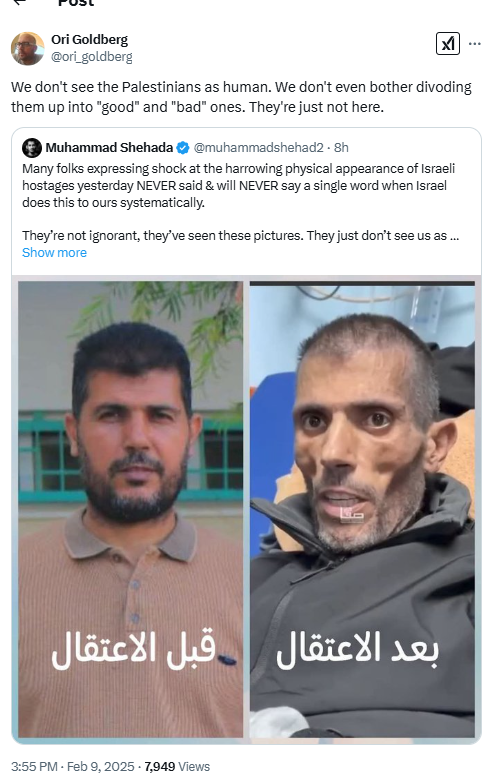 Post
Ori Goldberg
@ori_goldberg
We don't see the Palestinians as human. We don't even bother divoding
them up into "good" and "bad" ones. They're just not here.
Muhammad Shehada @muhammadshehad2 · 8h
Many folks expressing shock at the harrowing physical appearance of Israeli
hostages yesterday NEVER said & will NEVER say a single word when Israel
does this to ours systematically.
They're not ignorant, they've seen these pictures. They just don't see us as ...
Show more
قبل الاعتقال
بعد الاعتقال
3:55 PM · Feb 9, 2025 · 7,949 Views